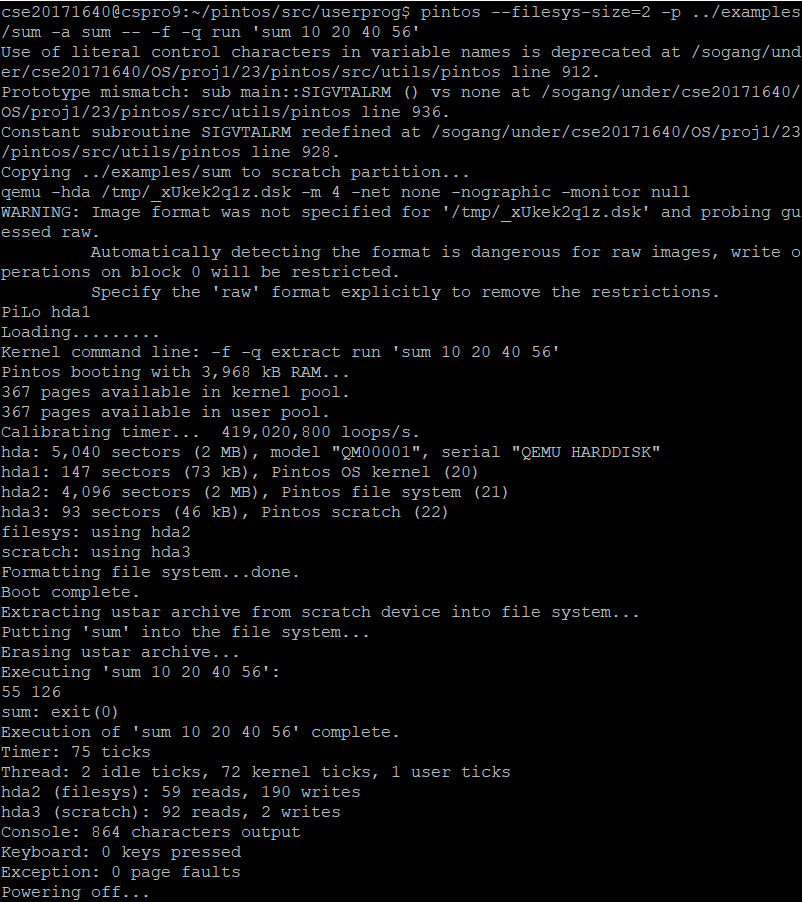 cse20171640@cspro9:~/pintos/src/userprog$ pintos --filesys-size=2 -p ../examples
/sum -a sum -- -f -q run 'sum 10 20 40 56'
Use of literal control characters in variable names is deprecated at /sogang/und
er/cse20171640/OS/proj1/23/pintos/src/utils/pintos line 912.
Prototype mismatch: sub main::SIGVTALRM () vs none at /sogang/under/cse20171640/
OS/proj1/23/pintos/src/utils/pintos line 936.
Constant subroutine SIGVTALRM redefined at /sogang/under/cse20171640/OS/proj1/23
/pintos/src/utils/pintos line 928.
Copying ../examples/sum to scratch partition...
qemu -hda /tmp/_xUkek2q1z.dsk -m 4 -net none -nographic -monitor null
WARNING: Image format was not specified for '/tmp/_xUkek2q1z.dsk' and probing gu
essed raw.
         Automatically detecting the format is dangerous for raw images, write o
perations on block 0 will be restricted.
         Specify the 'raw' format explicitly to remove the restrictions.
PiLo hda1
Loading.........
Kernel command line: -f -q extract run 'sum 10 20 40 56'
Pintos booting with 3,968 kB RAM...
367 pages available in kernel pool.
367 pages available in user pool.
Calibrating timer...  419,020,800 loops/s.
hda: 5,040 sectors (2 MB), model "QM00001", serial "QEMU HARDDISK"
hda1: 147 sectors (73 kB), Pintos OS kernel (20)
hda2: 4,096 sectors (2 MB), Pintos file system (21)
hda3: 93 sectors (46 kB), Pintos scratch (22)
filesys: using hda2
scratch: using hda3
Formatting file system...done.
Boot complete.
Extracting ustar archive from scratch device into file system...
Putting 'sum' into the file system...
Erasing ustar archive...
Executing 'sum 10 20 40 56':
55 126
sum: exit(0)
Execution of 'sum 10 20 40 56' complete.
Timer: 75 ticks
Thread: 2 idle ticks, 72 kernel ticks, 1 user ticks
hda2 (filesys): 59 reads, 190 writes
hda3 (scratch): 92 reads, 2 writes
Console: 864 characters output
Keyboard: 0 keys pressed
Exception: 0 page faults
Powering off...